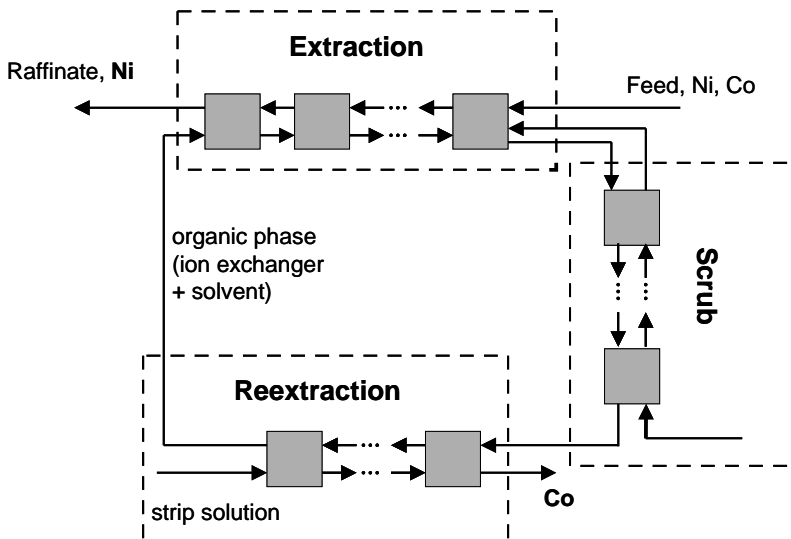 Extraction
Raffinate, Ni
Feed, Ni, Co
organic phase
(ion exchanger
+ solvent)
Scrub
Reextraction
Co
strip solution